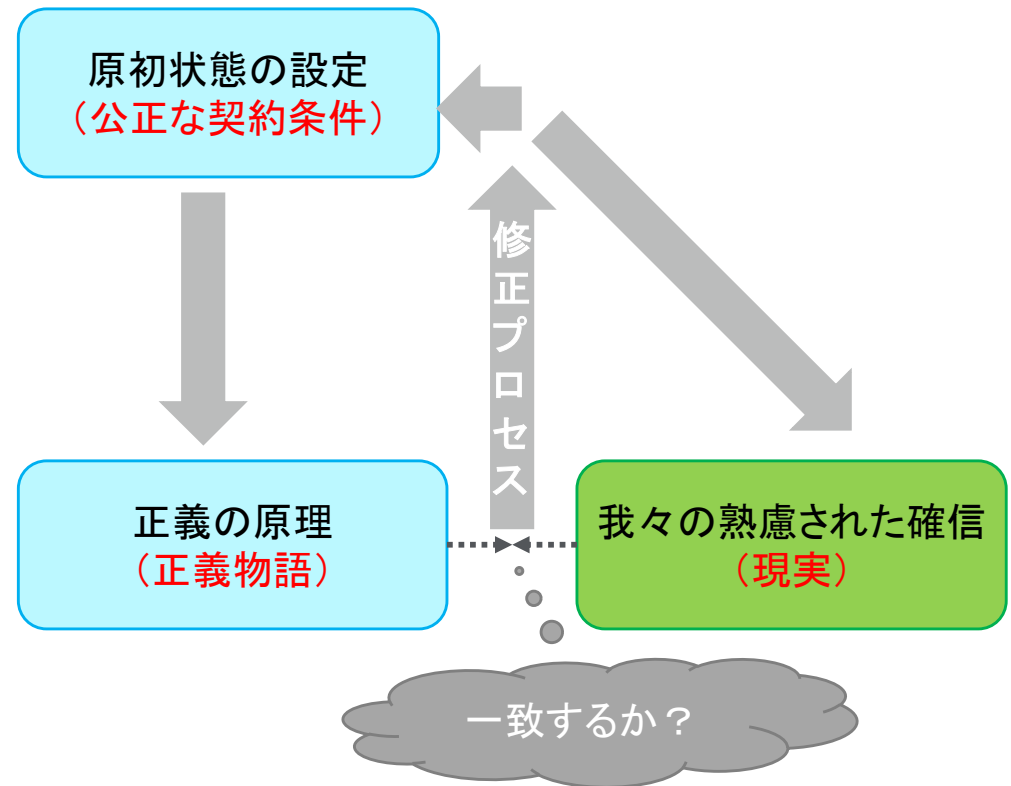 原初状態の設定
（公正な契約条件）
修正プロセス
正義の原理
（正義物語）
我々の熟慮された確信
（現実）
一致するか？